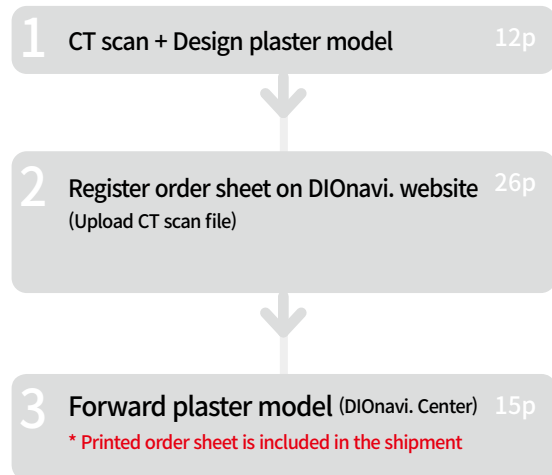 1 CT scan + Design plaster model 12p
2 Register order sheet on DIOnavi. website 26p
(Upload CT scan file)
3 Forward plaster model (DIOnavi. Center) 15p
* Printed order sheet is included in the shipment